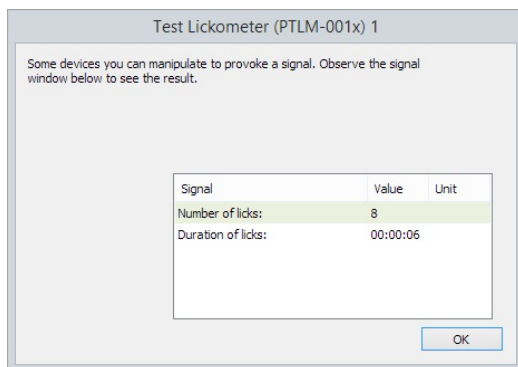 Test Lickometer (PTLM-001x) 1
Some devices you can manipulate to provoke a signal. Observe the signal
window below to see the result.
Signal Value Unit
Number of licks: 8
Duration of licks: 00:00:06
OK